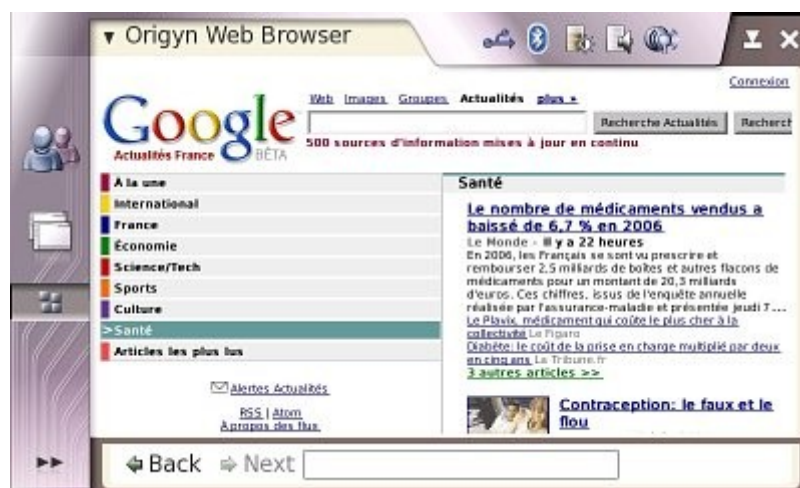 Origyn Web Browser
Connexion
Web Images Groupes Actualités plus »
Google
Actualités France BÊTA
Recherche Actualités Recherch
500 sources d'information mises à jour en continu
À la une
International
France
Économie
Science/Tech
Sports
Culture
>Santé
Articles les plus lus
Alertes Actualités
RSS | Atom
A propos des flux
Santé
Le nombre de médicaments vendus a
baissé de 6,7 % en 2006
Le Monde - Il y a 22 heures
En 2006, les Français se sont vu prescrire et
rembourser 2,5 milliards de boîtes et autres flacons de
médicaments pour un montant de 20,3 milliards
d'euros. Ces chiffres, issus de l'enquête annuelle
réalisée par l'assurance-maladie et présentée jeudi 7...
Le Plavix, médicament qui coûte le plus cher à la
collectivité Le Figaro
Diabète: le coût de la prise en charge multiplié par deux
en cinq ans La Tribune.fr
3 autres articles >>
Contraception: le faux et le
flou
Back Next